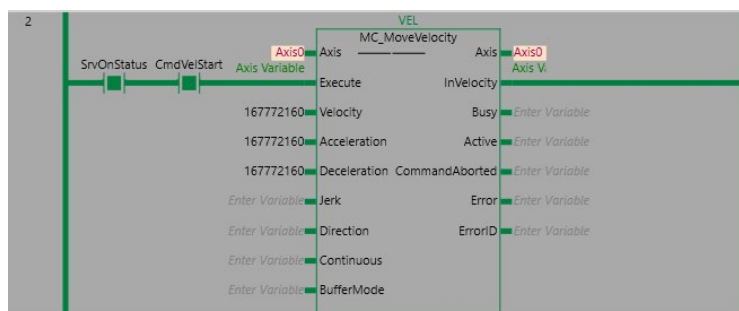 2
VEL
MC_MoveVelocity
Axis0 Axis Axis Axis0
SrvOnStatus CmdVelStart Axis Variable Axis V
Execute InVelocity
167772160 Velocity Busy Enter Variable
167772160 Acceleration Active Enter Variable
167772160 Deceleration CommandAborted Enter Variable
Enter Variable Jerk Error Enter Variable
Enter Variable Direction ErrorID Enter Variable
Enter Variable Continuous
Enter Variable BufferMode